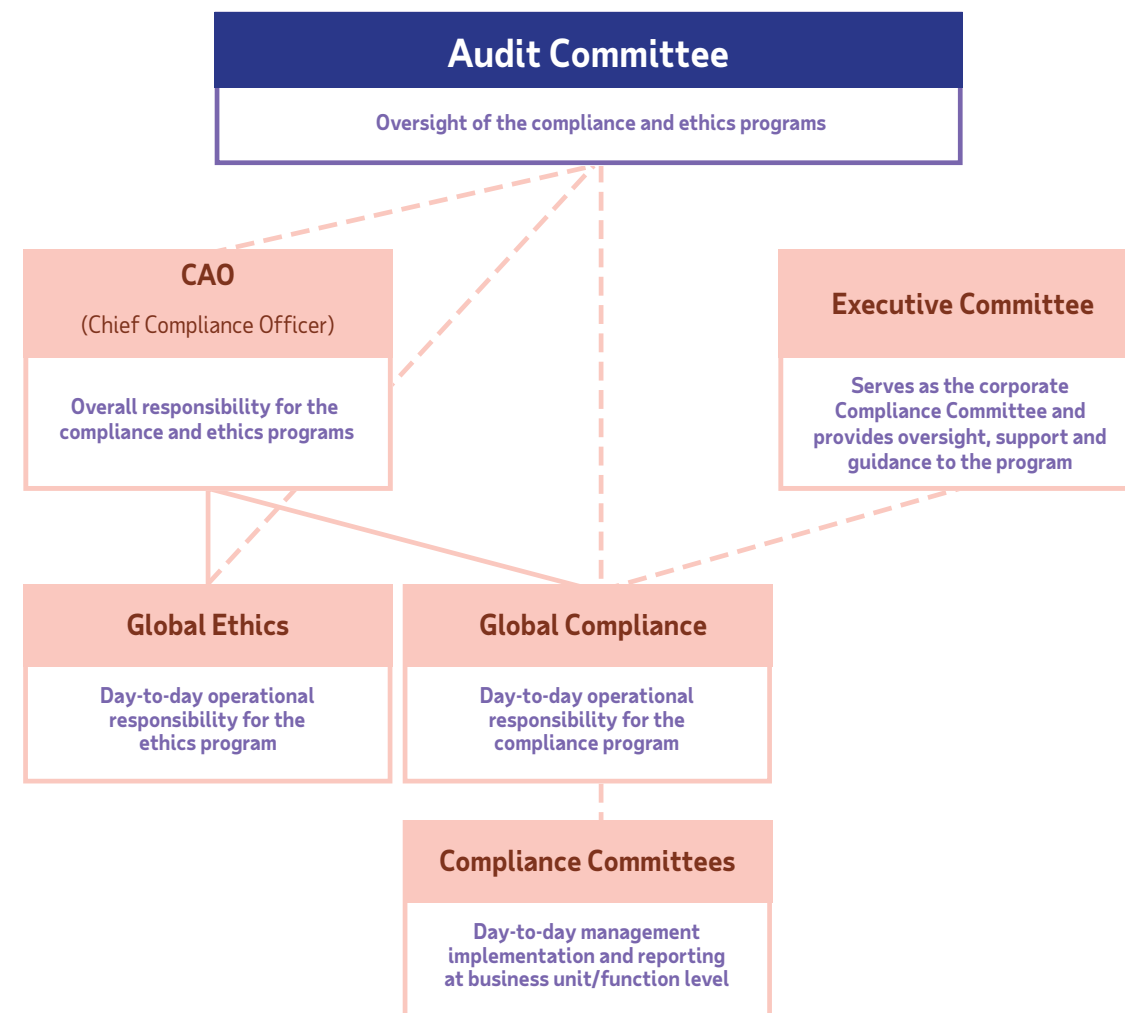 Audit Committee
Oversight of the compliance and ethics programs
CAO
(Chief Compliance Officer)
Overall responsibility for the
compliance and ethics programs
Executive Committee
Serves as the corporate
Compliance Committee and
provides oversight, support and
guidance to the program
Global Ethics
Day-to-day operational
responsibility for the
ethics program
Global Compliance
Day-to-day operational
responsibility for the
compliance program
Compliance Committees
Day-to-day management
implementation and reporting
at business unit/function level